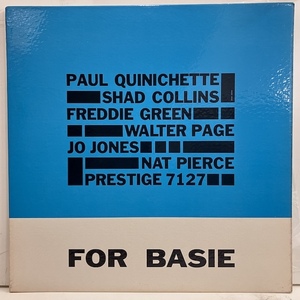 PAUL QUINICHETTE
SHAD COLLINS
FREDDIE GREEN
WALTER PAGE
JO JONES
NAT PIERCE
PRESTIGE 7127
FOR BASIE